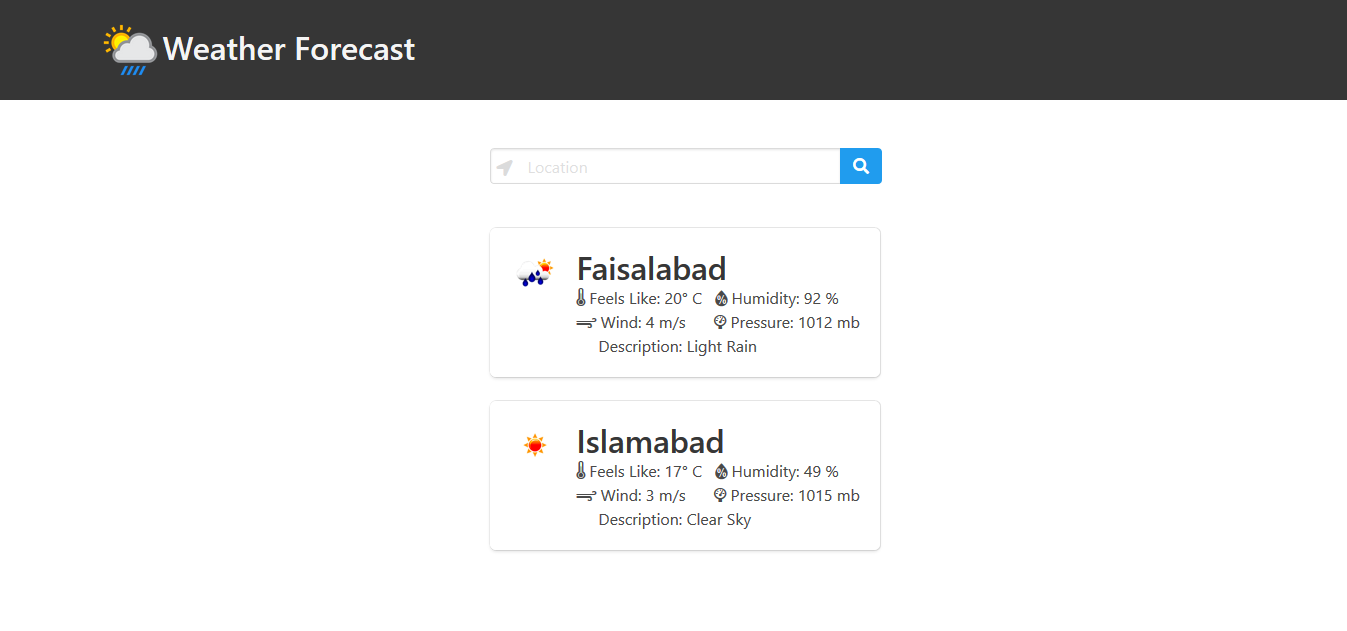 Weather Forecast
Location
Faisalabad
Feels Like: 20° C Humidity: 92 %
Wind: 4 m/s Pressure: 1012 mb
Description: Light Rain
Islamabad
Feels Like: 17° C Humidity: 49 %
Wind: 3 m/s Pressure: 1015 mb
Description: Clear Sky